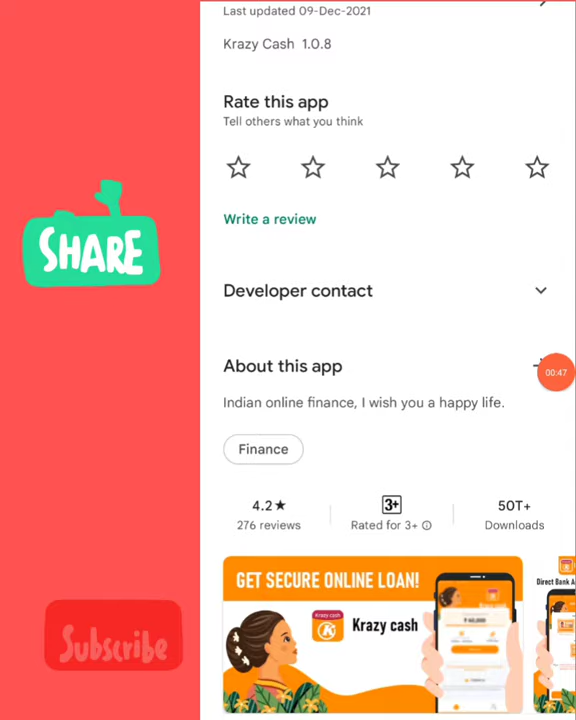 Last updated 09-Dec-2021
Krazy Cash 1.0.8
Rate this app
Tell others what you think
Write a review
SHARE
Developer contact
About this app
00:47
Indian online finance, I wish you a happy life.
Finance
4.2★ 3+ 50T+
276 reviews Rated for 3+ Downloads
GET SECURE ONLINE LOAN!
Direct Bank A
Krazy cash
Krazy cash
₹ 60,000
Subscribe